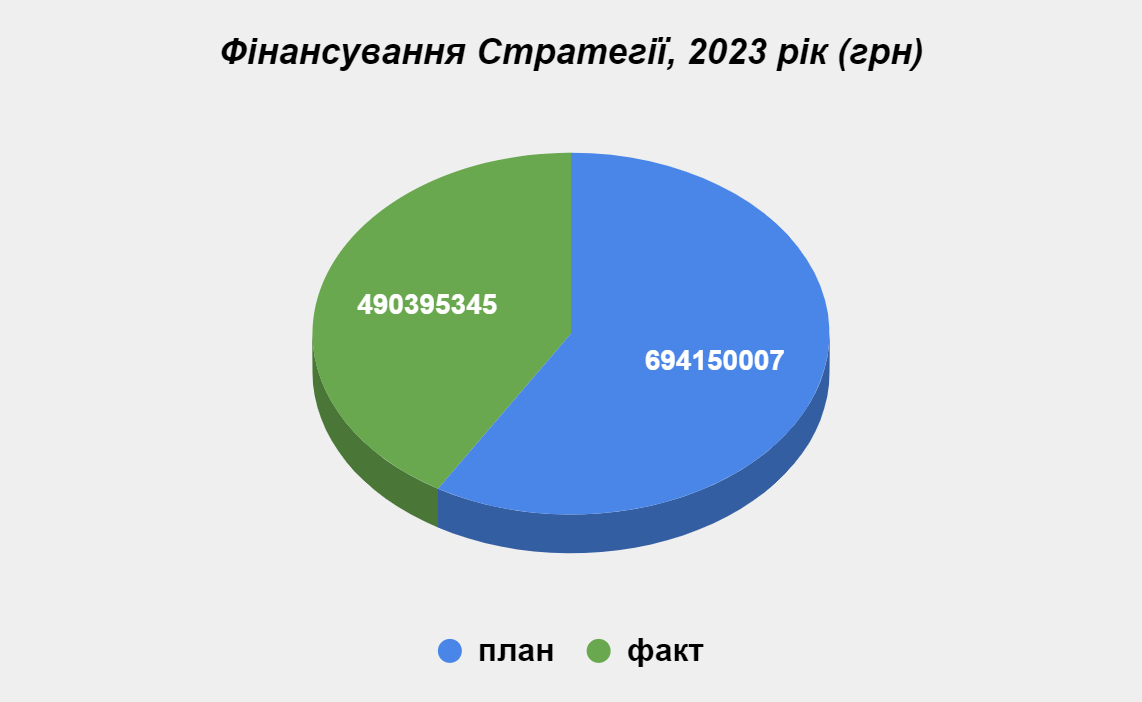 Фінансування Стратегії, 2023 рік (грн)
490395345
694150007
план
факт